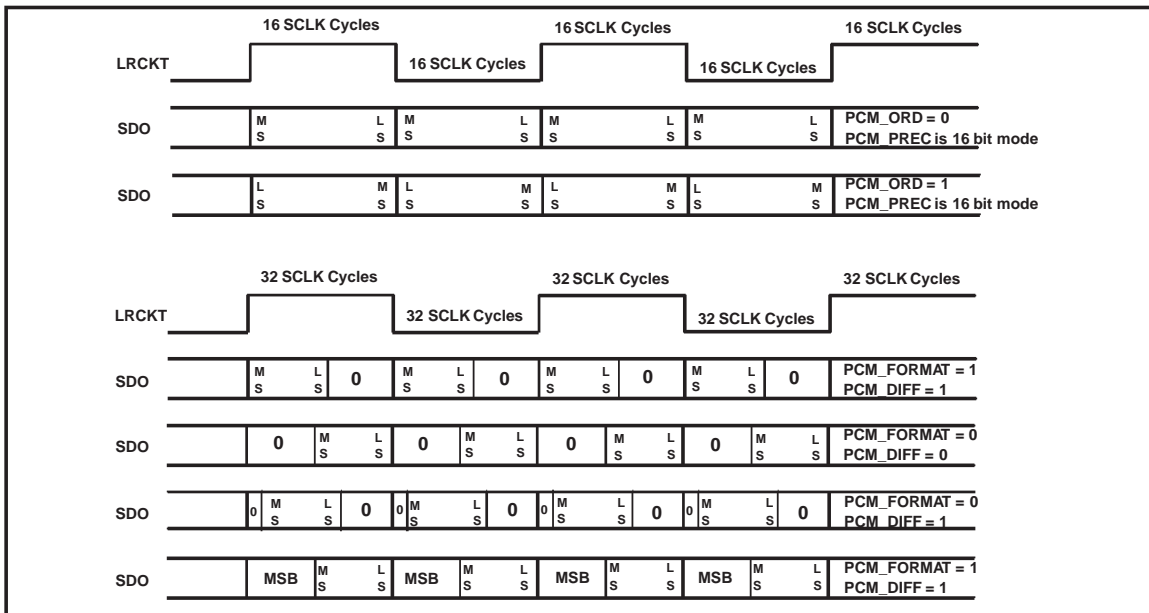 16 SCLK Cycles 16 SCLK Cycles 16 SCLK Cycles
LRCKT 16 SCLK Cycles 16 SCLK Cycles
SDO M L M L M L M L PCM_ORD = 0
S S S S S S S S PCM_PREC is 16 bit mode
SDO L M L M L M L M PCM_ORD = 1
S S S S S S S S PCM_PREC is 16 bit mode
32 SCLK Cycles 32 SCLK Cycles 32 SCLK Cycles
LRCKT 32 SCLK Cycles 32 SCLK Cycles
SDO M L 0 M L 0 M L 0 M L 0 PCM_FORMAT = 1
S S S S S S S S PCM_DIFF = 1
SDO 0 M L 0 M L 0 M L 0 M L PCM_FORMAT = 0
S S S S S S S S PCM_DIFF = 0
SDO 0 M L 0 0 M L 0 0 M L 0 0 M L 0 PCM_FORMAT = 0
S S S S S S S S PCM_DIFF = 1
SDO MSB M L MSB M L MSB M L MSB M L PCM_FORMAT = 1
S S S S S S S S PCM_DIFF = 1